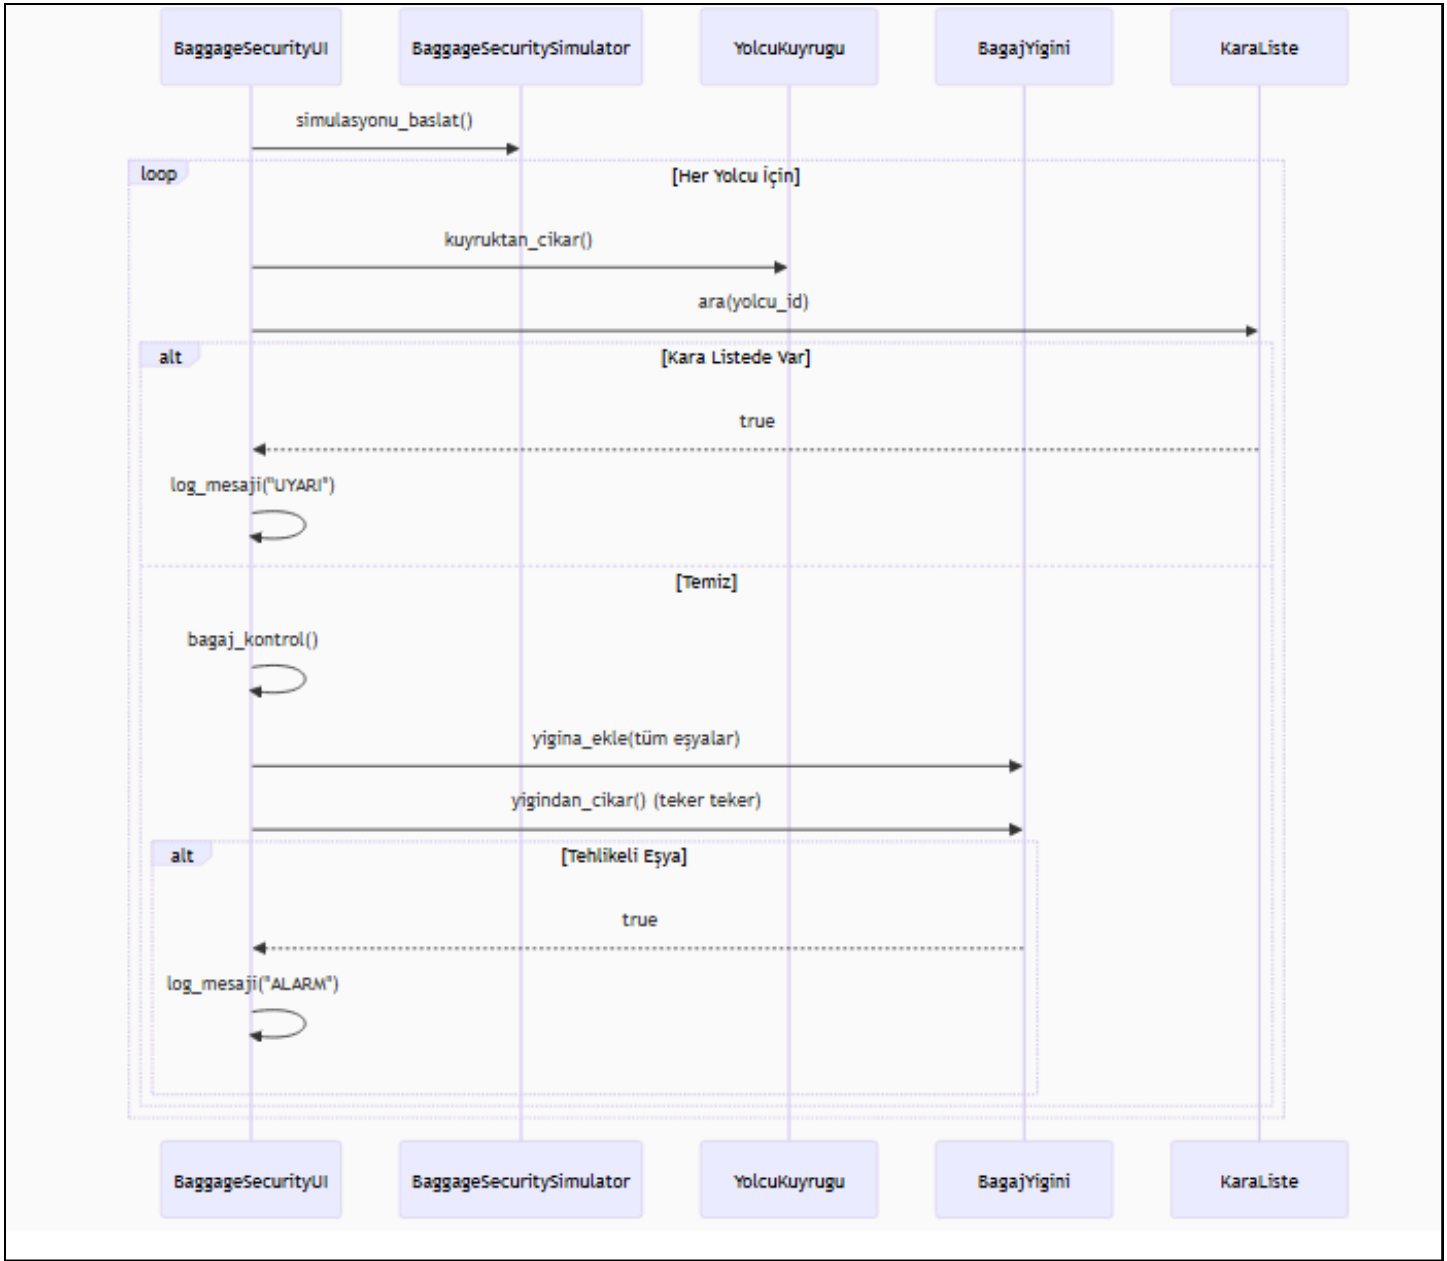 BaggageSecurityUI
BaggageSecuritySimulator
YolcuKuyrugu
BagajYigini
KaraListe
simulasyonu_baslat()
loop
[Her Yolcu İçin]
kuyruktan_cikar()
ara(yolcu_id)
alt
[Kara Listede Var]
true
log_mesaji("UYARI")
[Temiz]
bagaj_kontrol()
yigina_ekle(tüm eşyalar)
yigindan_cikar() (teker teker)
alt
[Tehlikeli Eşya]
true
log_mesaji("ALARM")
BaggageSecurityUI
BaggageSecuritySimulator
YolcuKuyrugu
BagajYigini
KaraListe